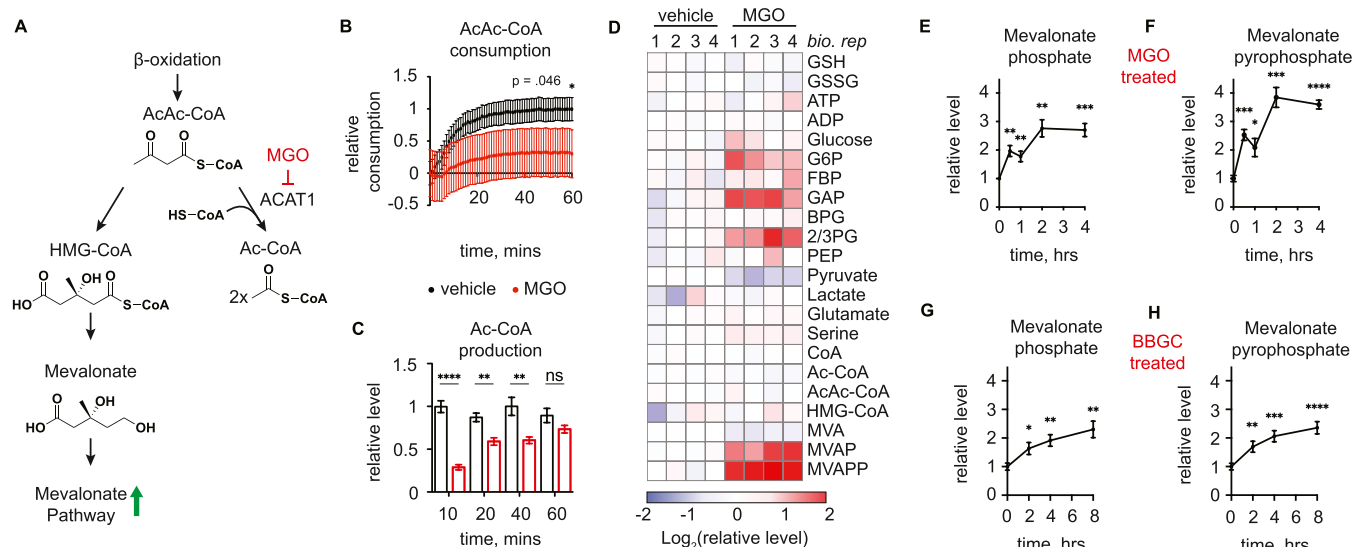 A
β-oxidation
AcAc-CoA
O
O
S–CoA
MGO
ACAT1
HS–CoA
HMG-CoA
O
OH
O
HO
S–CoA
Ac-CoA
O
2x
S–CoA
Mevalonate
O
OH
HO
OH
Mevalonate
Pathway
B
AcAc-CoA
consumption
p = .046
*
relative
consumption
1.5
1
0.5
0
-0.5
20
40
60
time, mins
vehicle
MGO
C
Ac-CoA
production
**** ** ** ns
relative level
1.5
1
0.5
0
10 20 40 60
time, mins
D
vehicle MGO
1 2 3 4 1 2 3 4 bio. rep
GSH
GSSG
ATP
ADP
Glucose
G6P
FBP
GAP
BPG
2/3PG
PEP
Pyruvate
Lactate
Glutamate
Serine
CoA
Ac-CoA
AcAc-CoA
HMG-CoA
MVA
MVAP
MVAPP
-2 -1 0 1 2
Log2(relative level)
E
Mevalonate
phosphate
relative level
4
3
2
1
0
** ** ** ***
0 1 2 4
time, hrs
MGO
treated
F
Mevalonate
pyrophosphate
relative level
4
3
2
1
0
*** * *** ****
0 1 2 4
time, hrs
G
Mevalonate
phosphate
relative level
4
3
2
1
0
* ** **
0 2 4 8
time, hrs
BBGC
treated
H
Mevalonate
pyrophosphate
relative level
4
3
2
1
0
** *** ****
0 2 4 8
time, hrs